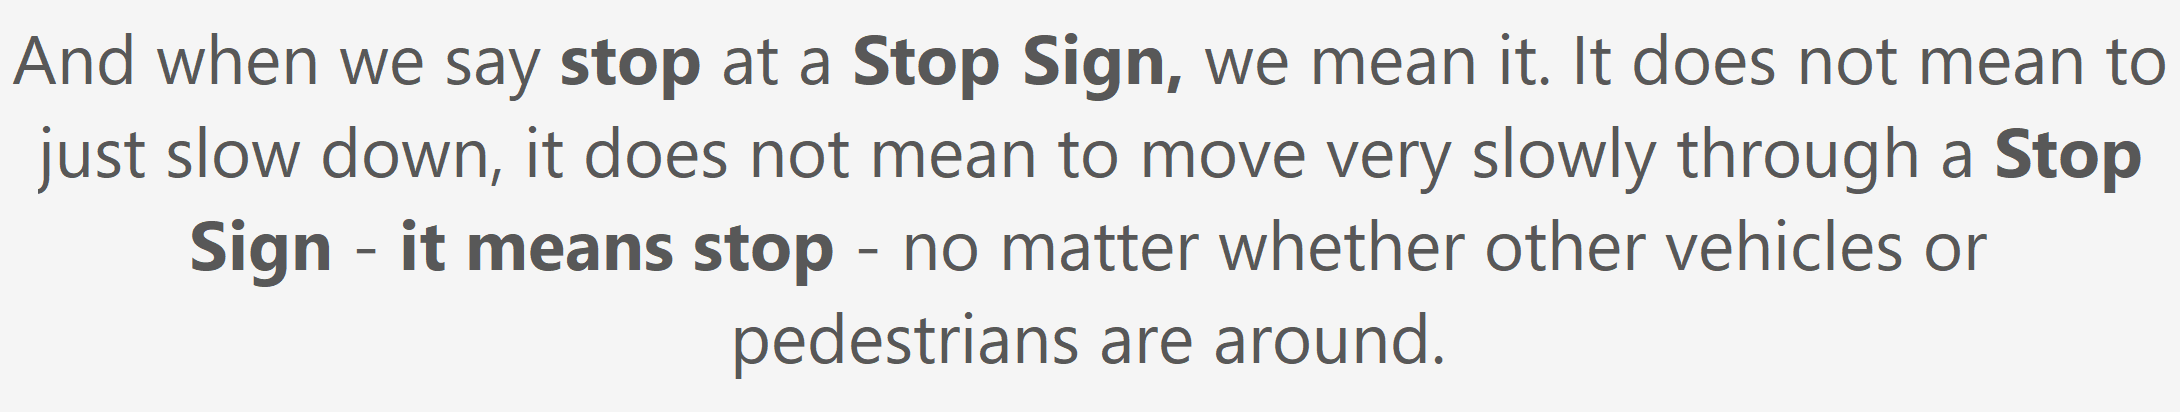 And when we say stop at a Stop Sign, we mean it. It does not mean to
just slow down, it does not mean to move very slowly through a Stop
Sign - it means stop - no matter whether other vehicles or
pedestrians are around.